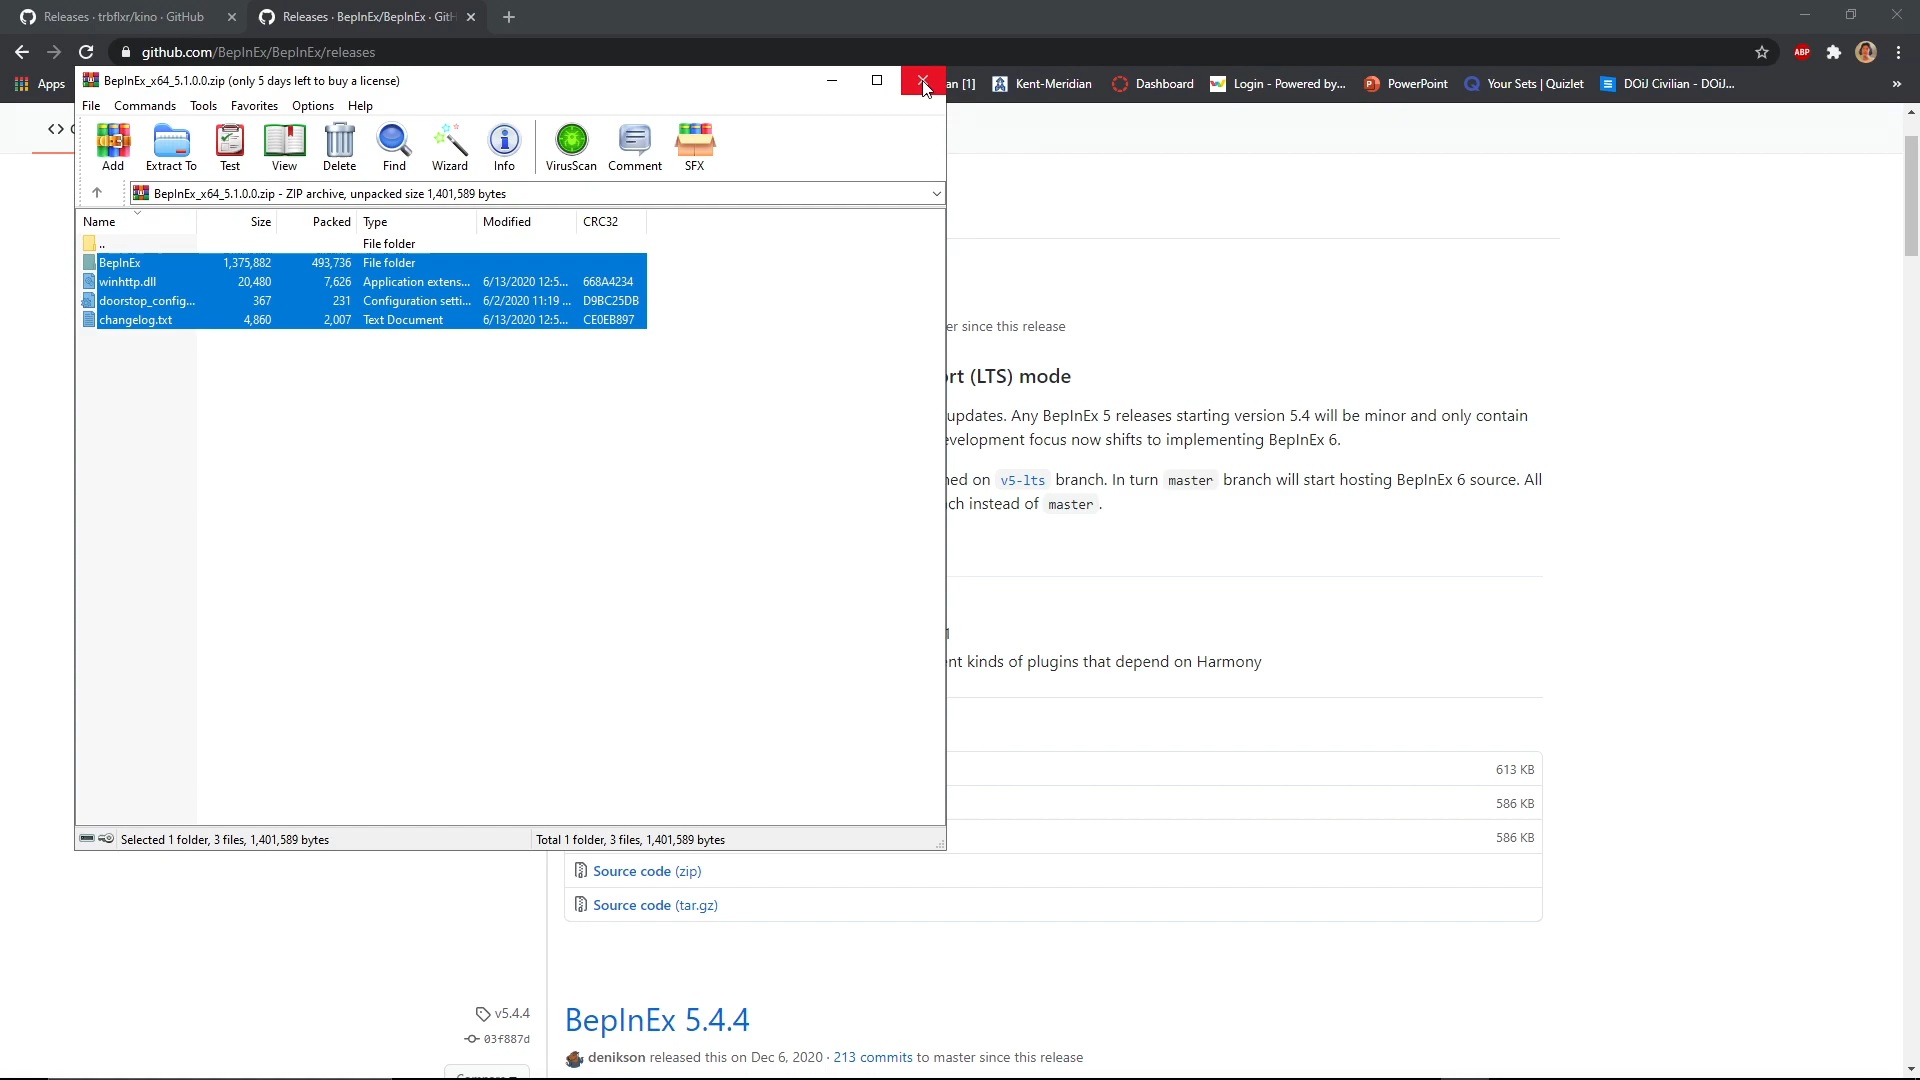 Releases · trbflxr/kino · GitHub
Releases · BepInEx/BepInEx · GitH
github.com/BepInEx/BepInEx/releases
ABP
Apps
an [1]
Kent-Meridian
Dashboard
Login - Powered by...
PowerPoint
Your Sets | Quizlet
DOiJ Civilian - DOiJ...
BepInEx_x64_5.1.0.0.zip (only 5 days left to buy a license)
File Commands Tools Favorites Options Help
Add Extract To Test View Delete Find Wizard Info VirusScan Comment SFX
BepInEx_x64_5.1.0.0.zip - ZIP archive, unpacked size 1,401,589 bytes
Name Size Packed Type Modified CRC32
.. File folder
BepInEx 1,375,882 493,736 File folder
winhttp.dll 20,480 7,626 Application extens... 6/13/2020 12:5... 668A4234
doorstop_config... 367 231 Configuration setti... 6/2/2020 11:19 ... D9BC25DB
changelog.txt 4,860 2,007 Text Document 6/13/2020 12:5... CE0EB897
er since this release
rt (LTS) mode
updates. Any BepInEx 5 releases starting version 5.4 will be minor and only contain
evelopment focus now shifts to implementing BepInEx 6.
ned on v5-lts branch. In turn master branch will start hosting BepInEx 6 source. All
ch instead of master .
nt kinds of plugins that depend on Harmony
613 KB
586 KB
586 KB
Selected 1 folder, 3 files, 1,401,589 bytes
Total 1 folder, 3 files, 1,401,589 bytes
Source code (zip)
Source code (tar.gz)
v5.4.4
03f887d
BepInEx 5.4.4
denikson released this on Dec 6, 2020 · 213 commits to master since this release